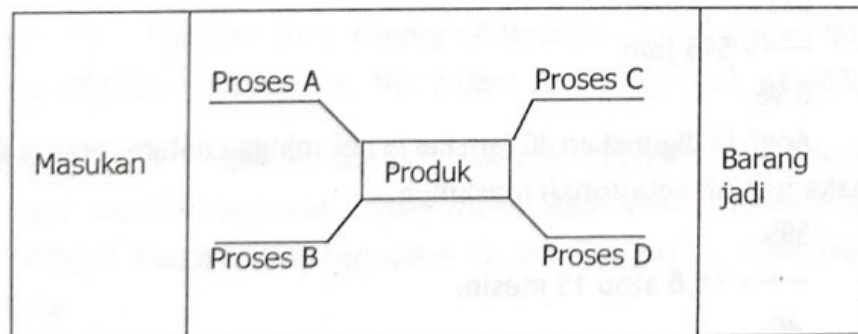 Proses A
Proses C
Masukan
Produk
Barang
jadi
Proses B
Proses D